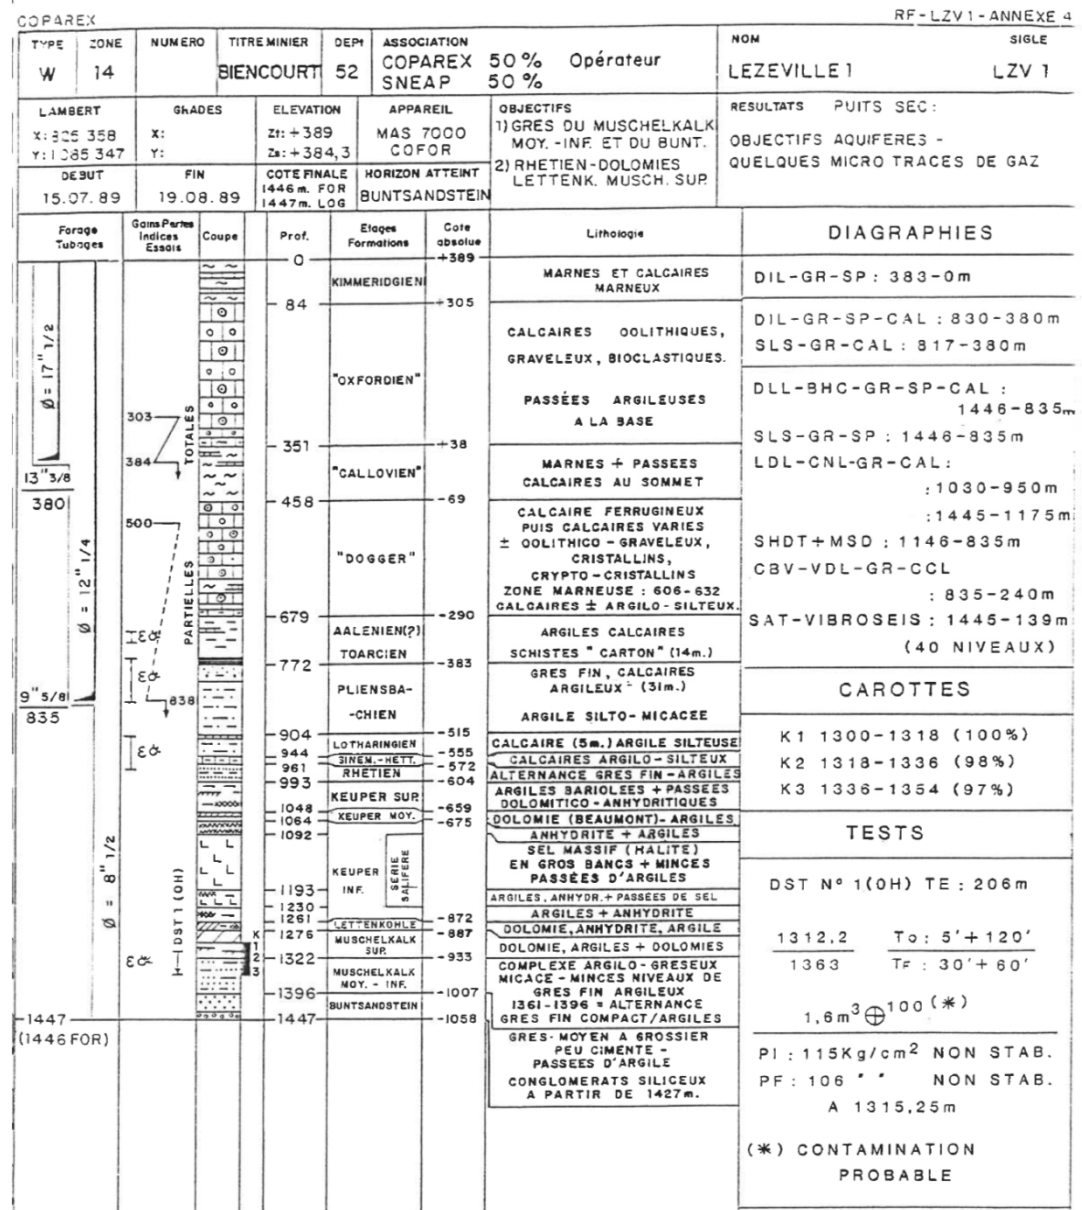 COPAREX
RF-LZV1-ANNEXE 4
TYPE
ZONE
NUMERO
TITRE MINIER
DEPt
ASSOCIATION
NOM
SIGLE
W
14
BIENCOURT
52
COPAREX 50% Opérateur
SNEAP 50%
LEZEVILLE 1
LZV 1
LAMBERT
GRADES
ELEVATION
APPAREIL
OBJECTIFS
RESULTATS PUITS SEC:
X: 825 358
X:
Zt: +389
MAS 7000
1) GRES DU MUSCHELKALK
Y: 1085 347
Y:
Zs: +384,3
COFOR
MOY. -INF. ET DU BUNT.
OBJECTIFS AQUIFERES -
2) RHETIEN-DOLOMIES
QUELQUES MICRO TRACES DE GAZ
LETTENK. MUSCH. SUP.
DEBUT
FIN
COTE FINALE
HORIZON ATTEINT
15.07.89
19.08.89
1446 m. FOR
1447 m. LOG
BUNTSANDSTEIN
Forage
Tubages
Gains Pertes
Indices
Essais
Coupe
Prof.
Etages
Formations
Cote
absolue
Lithologie
DIAGRAPHIES
0
+389
KIMMERIDGIEN
MARNES ET CALCAIRES
MARNEUX
DIL-GR-SP: 383-0m
84
+305
Ø = 17" 1/2
"OXFORDIEN"
CALCAIRES OOLITHIQUES,
GRAVELEUX, BIOCLASTIQUES.
PASSÉES ARGILEUSES
A LA BASE
DIL-GR-SP-CAL: 830-380m
SLS-GR-CAL: 817-380m
DLL-BHC-GR-SP-CAL:
1446-835m
303
TOTALES
384
351
+38
SLS-GR-SP: 1446-835m
"CALLOVIEN"
MARNES + PASSEES
CALCAIRES AU SOMMET
LDL-CNL-GR-CAL:
:1030-950m
:1445-1175m
13" 3/8
380
458
-69
500
PARTIELLES
838
Ø = 12" 1/4
"DOGGER"
CALCAIRE FERRUGINEUX
PUIS CALCAIRES VARIES
± OOLITHICO-GRAVELEUX,
CRISTALLINS,
CRYPTO-CRISTALLINS
ZONE MARNEUSE: 606-632
CALCAIRES ± ARGILO-SILTEUX.
SHDT+MSD: 1146-835m
CBV-VDL-GR-CCL
: 835-240m
SAT-VIBROSEIS: 1445-139m
(40 NIVEAUX)
679
-290
AALENIEN(?)
TOARCIEN
ARGILES CALCAIRES
SCHISTES "CARTON" (14m.)
772
-383
PLIENSBA-
-CHIEN
GRES FIN, CALCAIRES
ARGILEUX (31m.)
ARGILE SILTO-MICACEE
9" 5/8
835
CAROTTES
K1 1300-1318 (100%)
K2 1318-1336 (98%)
K3 1336-1354 (97%)
904
-515
LOTHARINGIEN
CALCAIRE (5m.) ARGILE SILTEUSE
944
-555
SINEM.-HETT.
CALCAIRES ARGILO-SILTEUX
961
-572
RHETIEN
ALTERNANCE GRES FIN-ARGILES
993
-604
KEUPER SUP.
ARGILES BARIOLEES + PASSEES
DOLOMITICO-ANHYDRITIQUES
1048
-659
KEUPER MOY.
DOLOMIE (BEAUMONT)-ARGILES
1064
-675
ANHYDRITE + ARGILES
1092
KEUPER
INF.
SERIE
SALIFERE
SEL MASSIF (HALITE)
EN GROS BANCS + MINCES
PASSÉES D'ARGILES
Ø = 8" 1/2
1193
ARGILES, ANHYDR. + PASSÉES DE SEL
1230
ARGILES + ANHYDRITE
1261
-872
LETTENKOHLE
DOLOMIE, ANHYDRITE, ARGILE
1276
-887
MUSCHELKALK
SUP.
DOLOMIE, ARGILES + DOLOMIES
DST 1 (OH)
K
1
2
3
1322
-933
MUSCHELKALK
MOY. - INF.
COMPLEXE ARGILO-GRESEUX
MICACE-MINCES NIVEAUX DE
GRES FIN ARGILEUX
1361-1396 = ALTERNANCE
GRES FIN COMPACT/ARGILES
1396
-1007
BUNTSANDSTEIN
GRES-MOYEN A GROSSIER
PEU CIMENTE -
PASSEES D'ARGILE
CONGLOMERATS SILICEUX
A PARTIR DE 1427m.
1447
1447
-1058
(1446 FOR)
TESTS
DST Nº 1(OH) TE: 206m
1312,2
1363
To: 5'+120'
TF: 30'+60'
1,6m³ ⊕ 100 (*)
PI: 115Kg/cm² NON STAB.
PF: 106 " " NON STAB.
A 1315,25m
(*) CONTAMINATION
PROBABLE